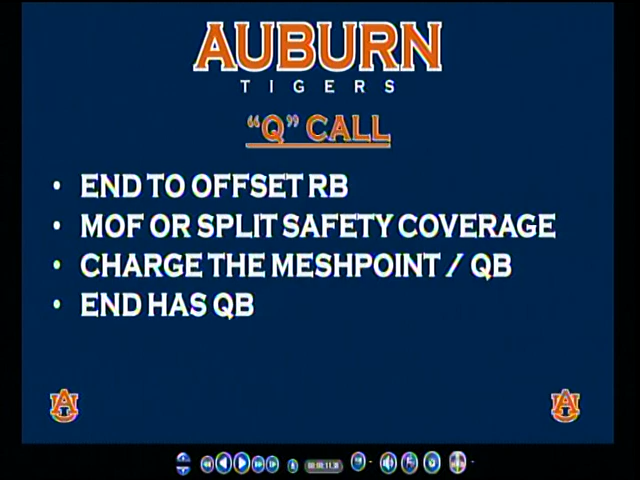 AUBURN
TIGERS
“Q” CALL
• END TO OFFSET RB
• MOF OR SPLIT SAFETY COVERAGE
• CHARGE THE MESHPOINT / QB
• END HAS QB